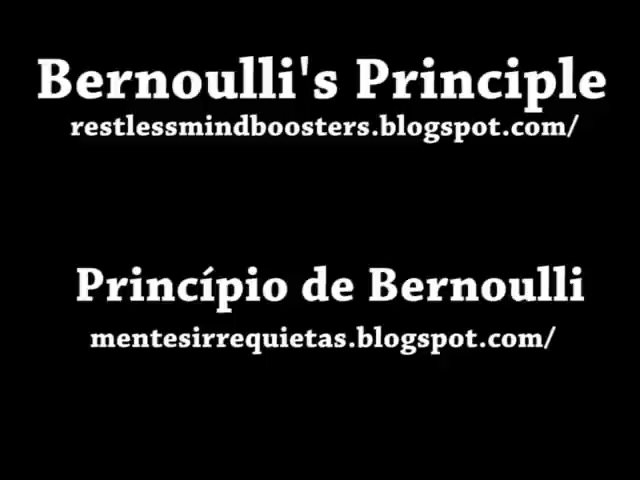 Bernoulli's Principle
restlessmindboosters.blogspot.com/
Princípio de Bernoulli
mentesirrequietas.blogspot.com/